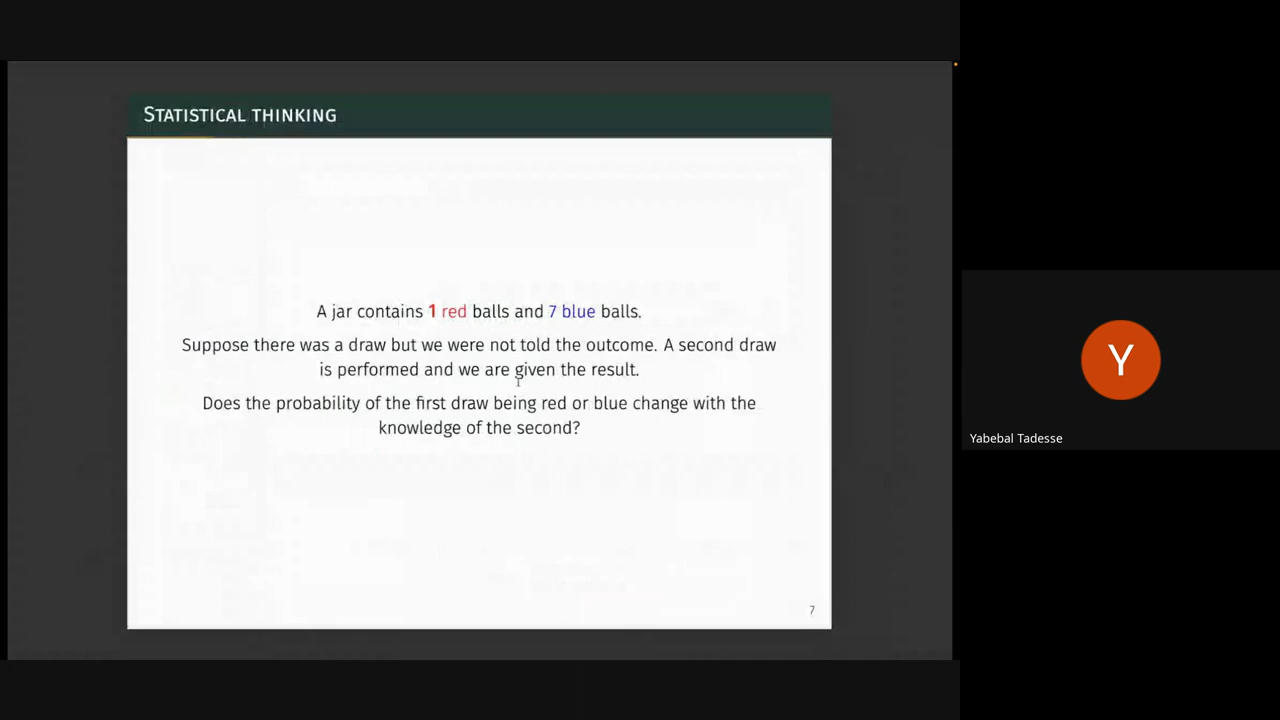 STATISTICAL THINKING
A jar contains 1 red balls and 7 blue balls.
Suppose there was a draw but we were not told the outcome. A second draw
is performed and we are given the result.
Does the probability of the first draw being red or blue change with the
knowledge of the second?
7
Y
Yabebal Tadesse